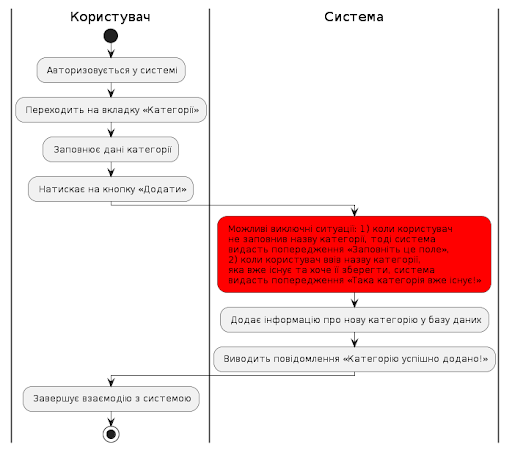 Користувач
Система
Авторизовується у системі
Переходить на вкладку «Категорії»
Заповнює дані категорії
Натискає на кнопку «Додати»
Можливі виключні ситуації: 1) коли користувач
не заповнив назву категорії, тоді система
видасть попередження «Заповніть це поле».
2) коли користувач ввів назву категорії,
яка вже існує та хоче її зберегти, система
видасть попередження «Така категорія вже існує!»
Додає інформацію про нову категорію у базу даних
Виводить повідомлення «Категорію успішно додано!»
Завершує взаємодію з системою